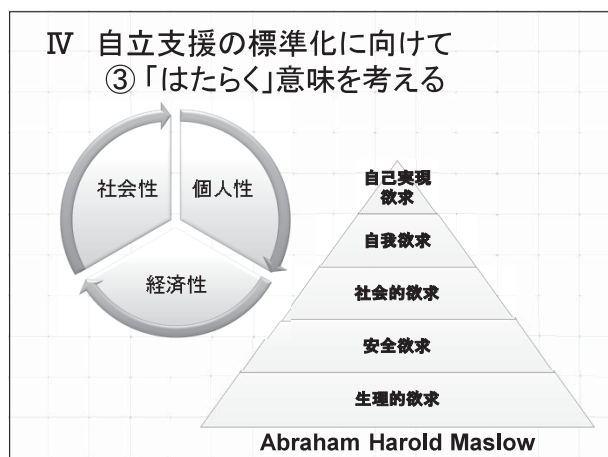 Ⅳ 自立支援の標準化に向けて
③「はたらく」意味を考える
社会性
個人性
経済性
自己実現
欲求
自我欲求
社会的欲求
安全欲求
生理的欲求
Abraham Harold Maslow